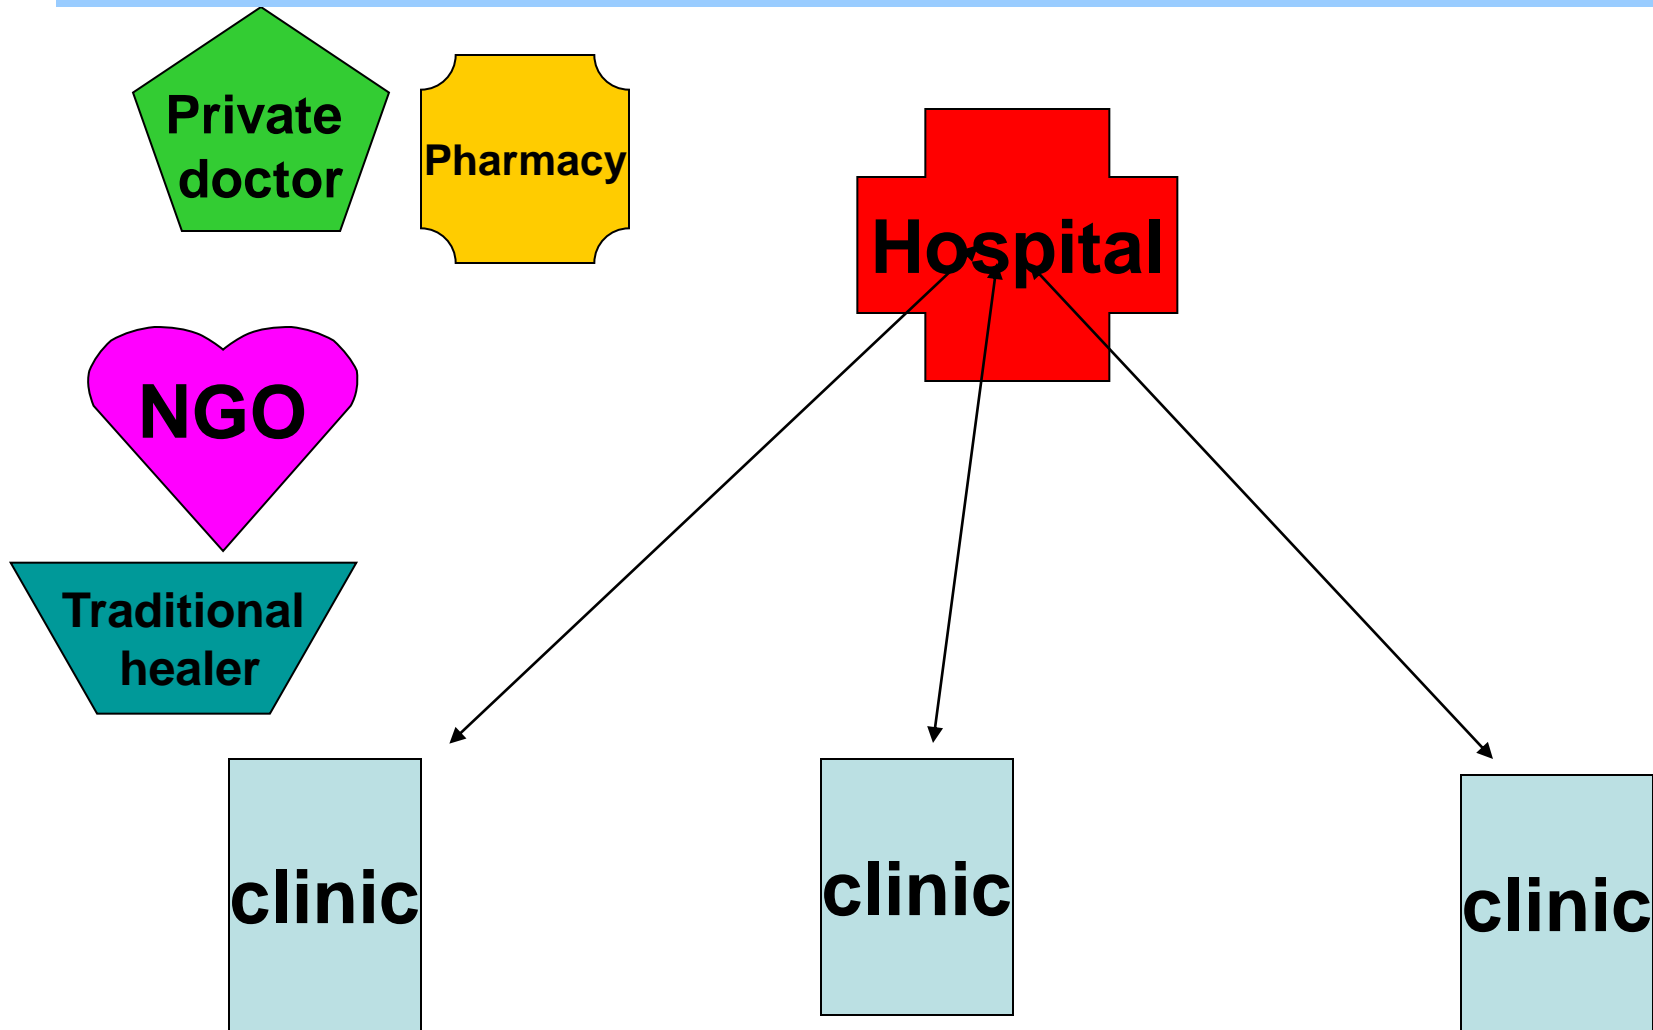 Private
doctor
Pharmacy
Hospital
NGO
Traditional
healer
clinic
clinic
clinic